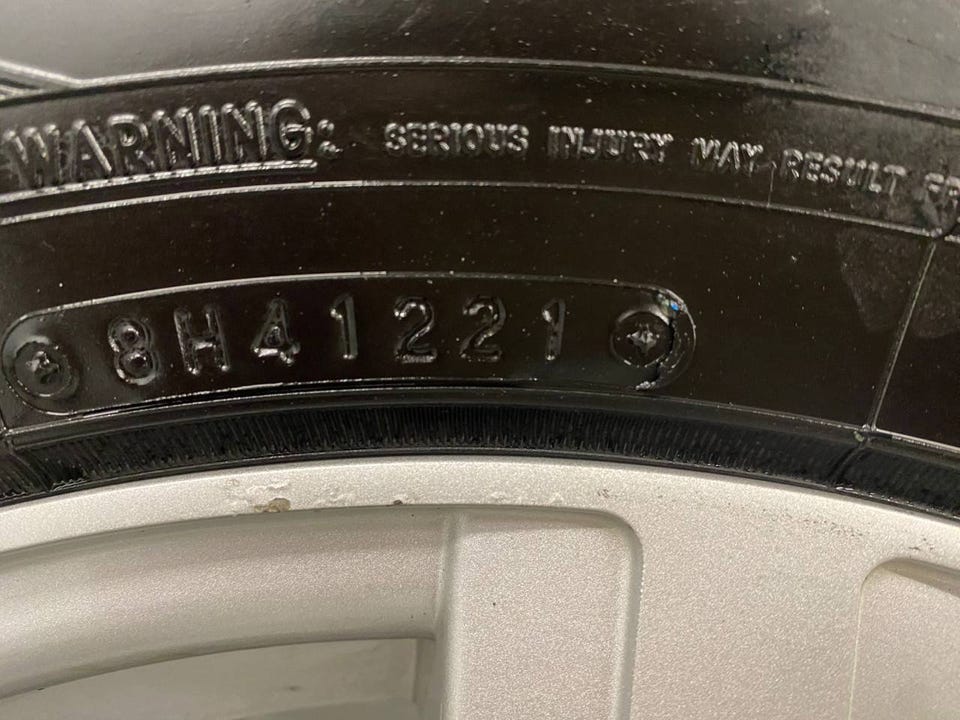 WARNING: SERIOUS INJURY MAY RESULT
8H41221